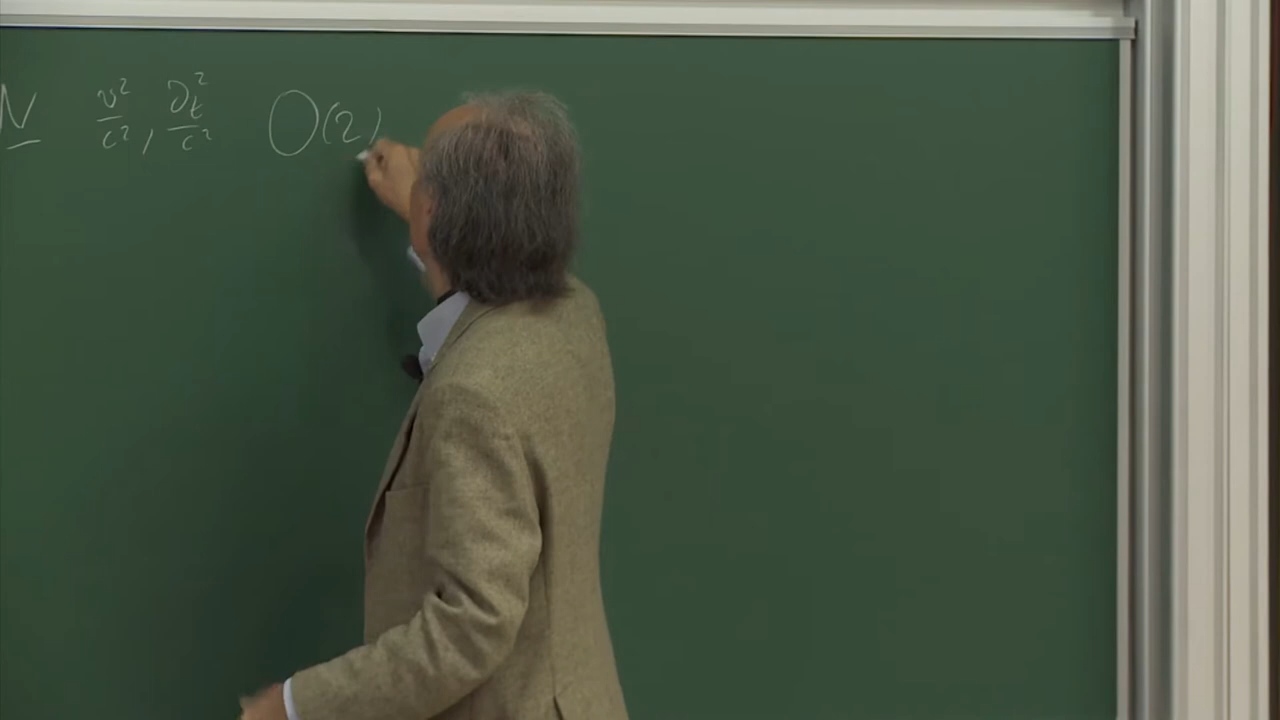 N v²/c², ∂t²/c² O(2)